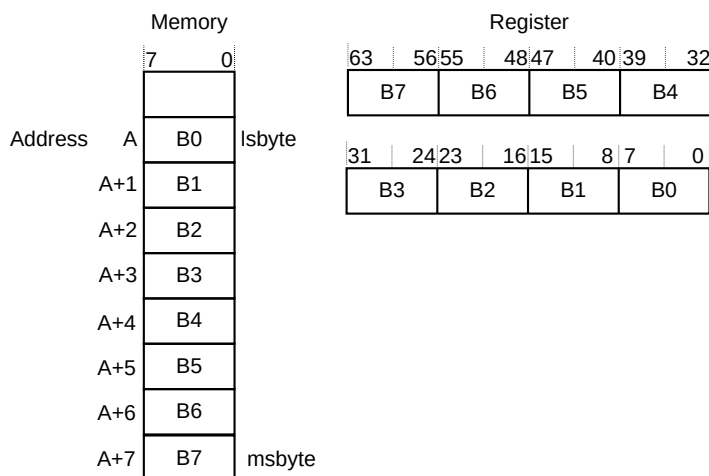 Memory
7 0
Address A B0 lsbyte
A+1 B1
A+2 B2
A+3 B3
A+4 B4
A+5 B5
A+6 B6
A+7 B7 msbyte
Register
63 56 55 48 47 40 39 32
B7 B6 B5 B4
31 24 23 16 15 8 7 0
B3 B2 B1 B0